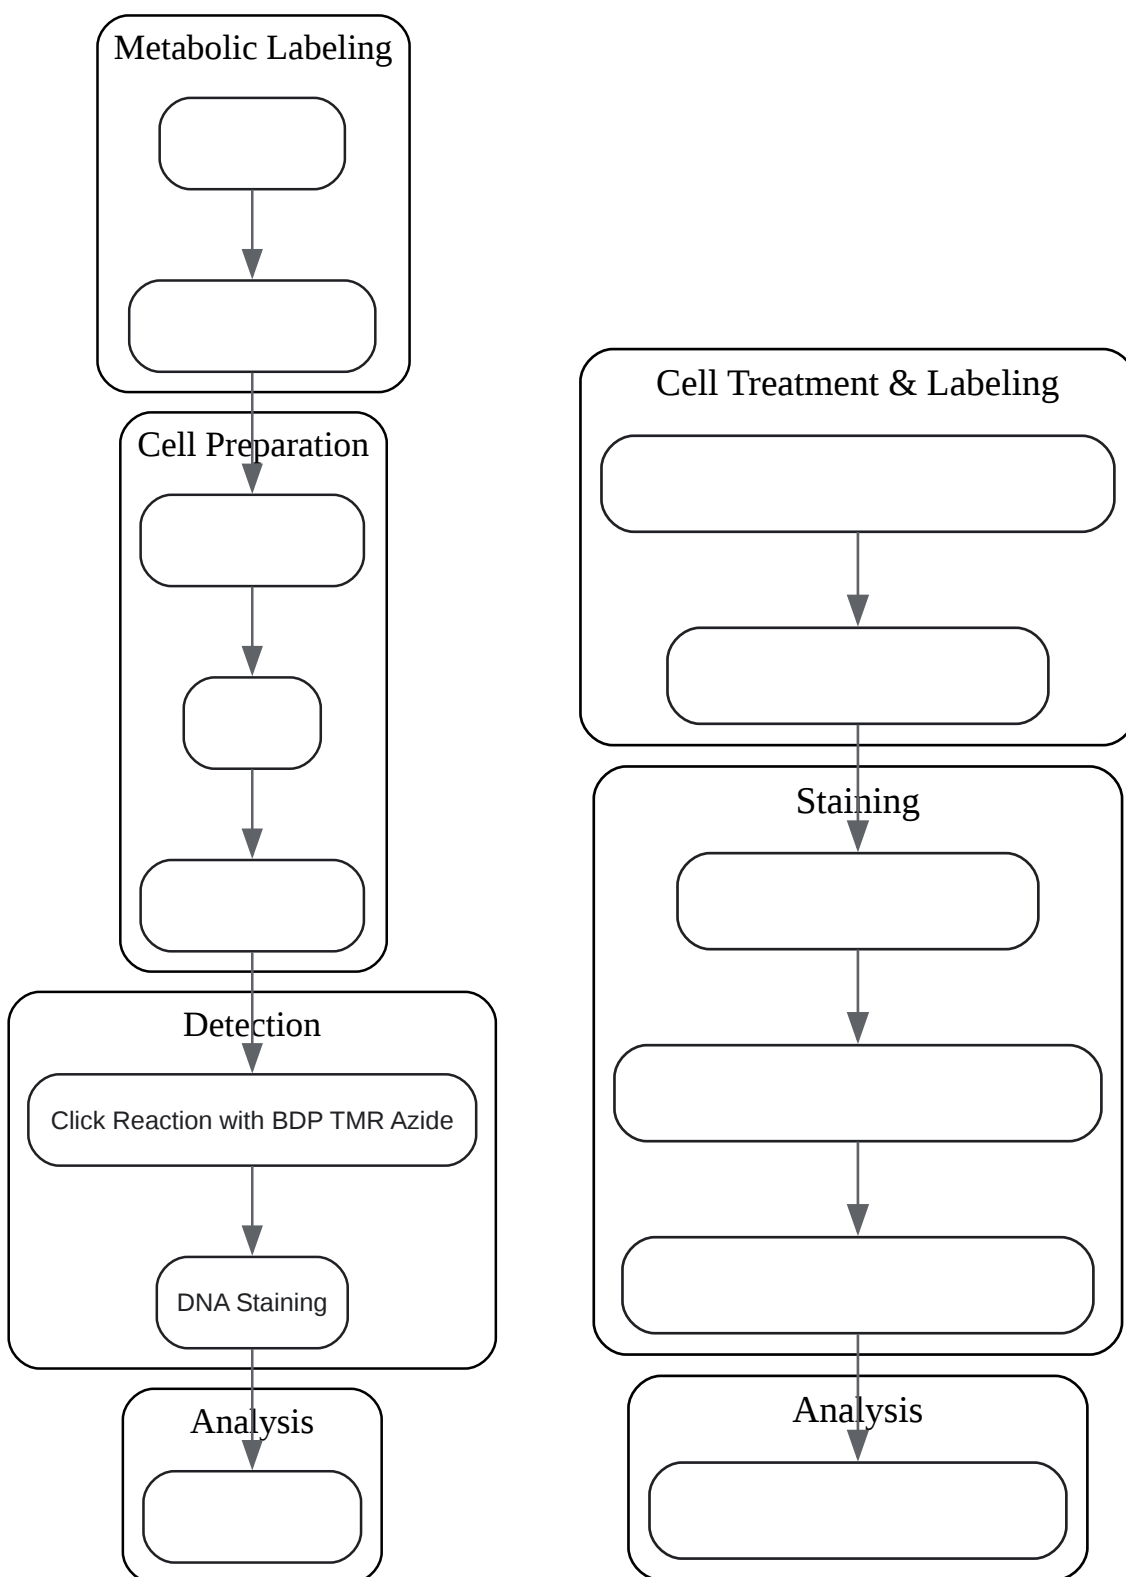 Metabolic Labeling
Cell Preparation
Detection
Click Reaction with BDP TMR Azide
DNA Staining
Analysis
Cell Treatment & Labeling
Staining
Analysis